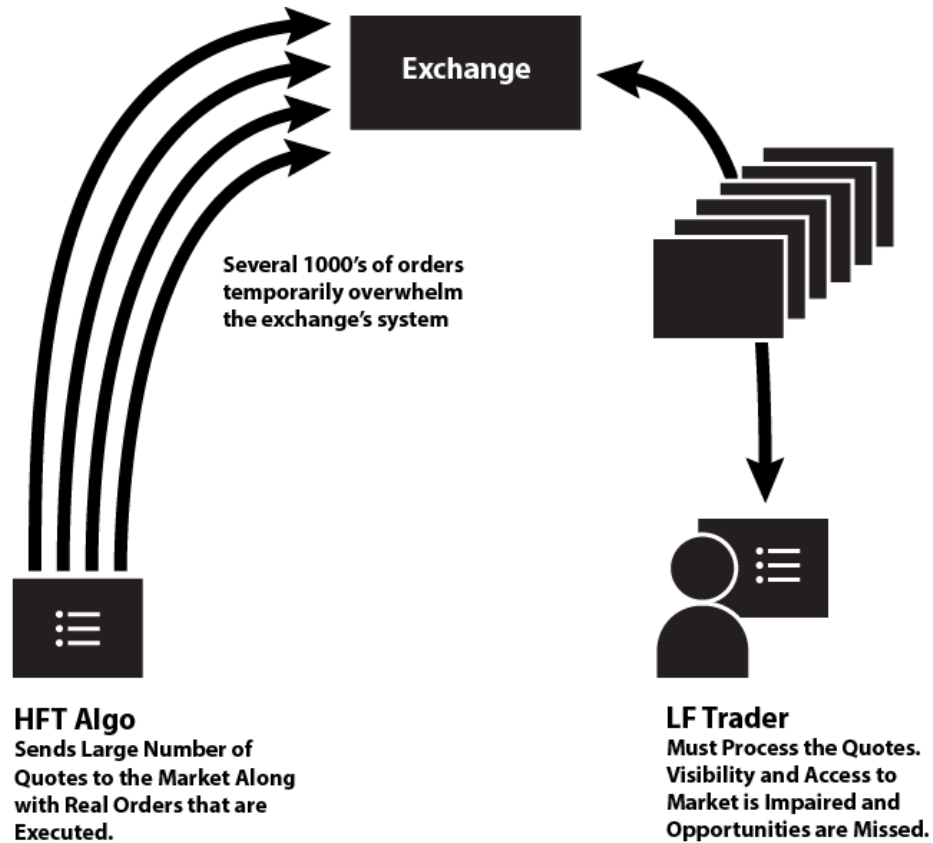 Exchange
Several 1000's of orders
temporarily overwhelm
the exchange's system
HFT Algo
Sends Large Number of
Quotes to the Market Along
with Real Orders that are
Executed.
LF Trader
Must Process the Quotes.
Visibility and Access to
Market is Impaired and
Opportunities are Missed.